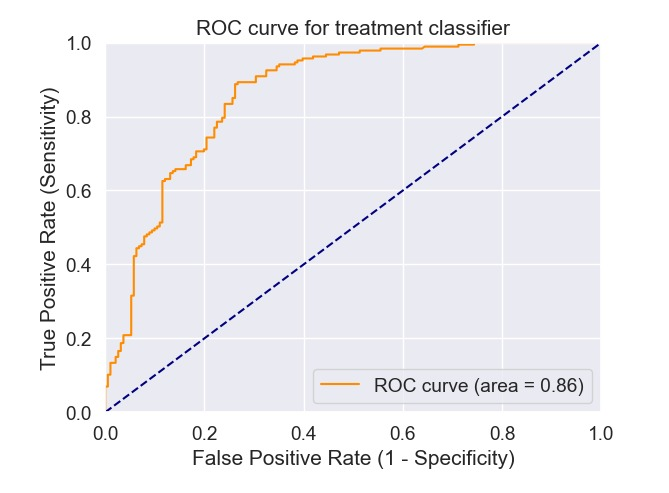 ROC curve for treatment classifier
True Positive Rate (Sensitivity)
1.0
0.8
0.6
0.4
0.2
0.0
ROC curve (area = 0.86)
0.0 0.2 0.4 0.6 0.8 1.0
False Positive Rate (1 - Specificity)